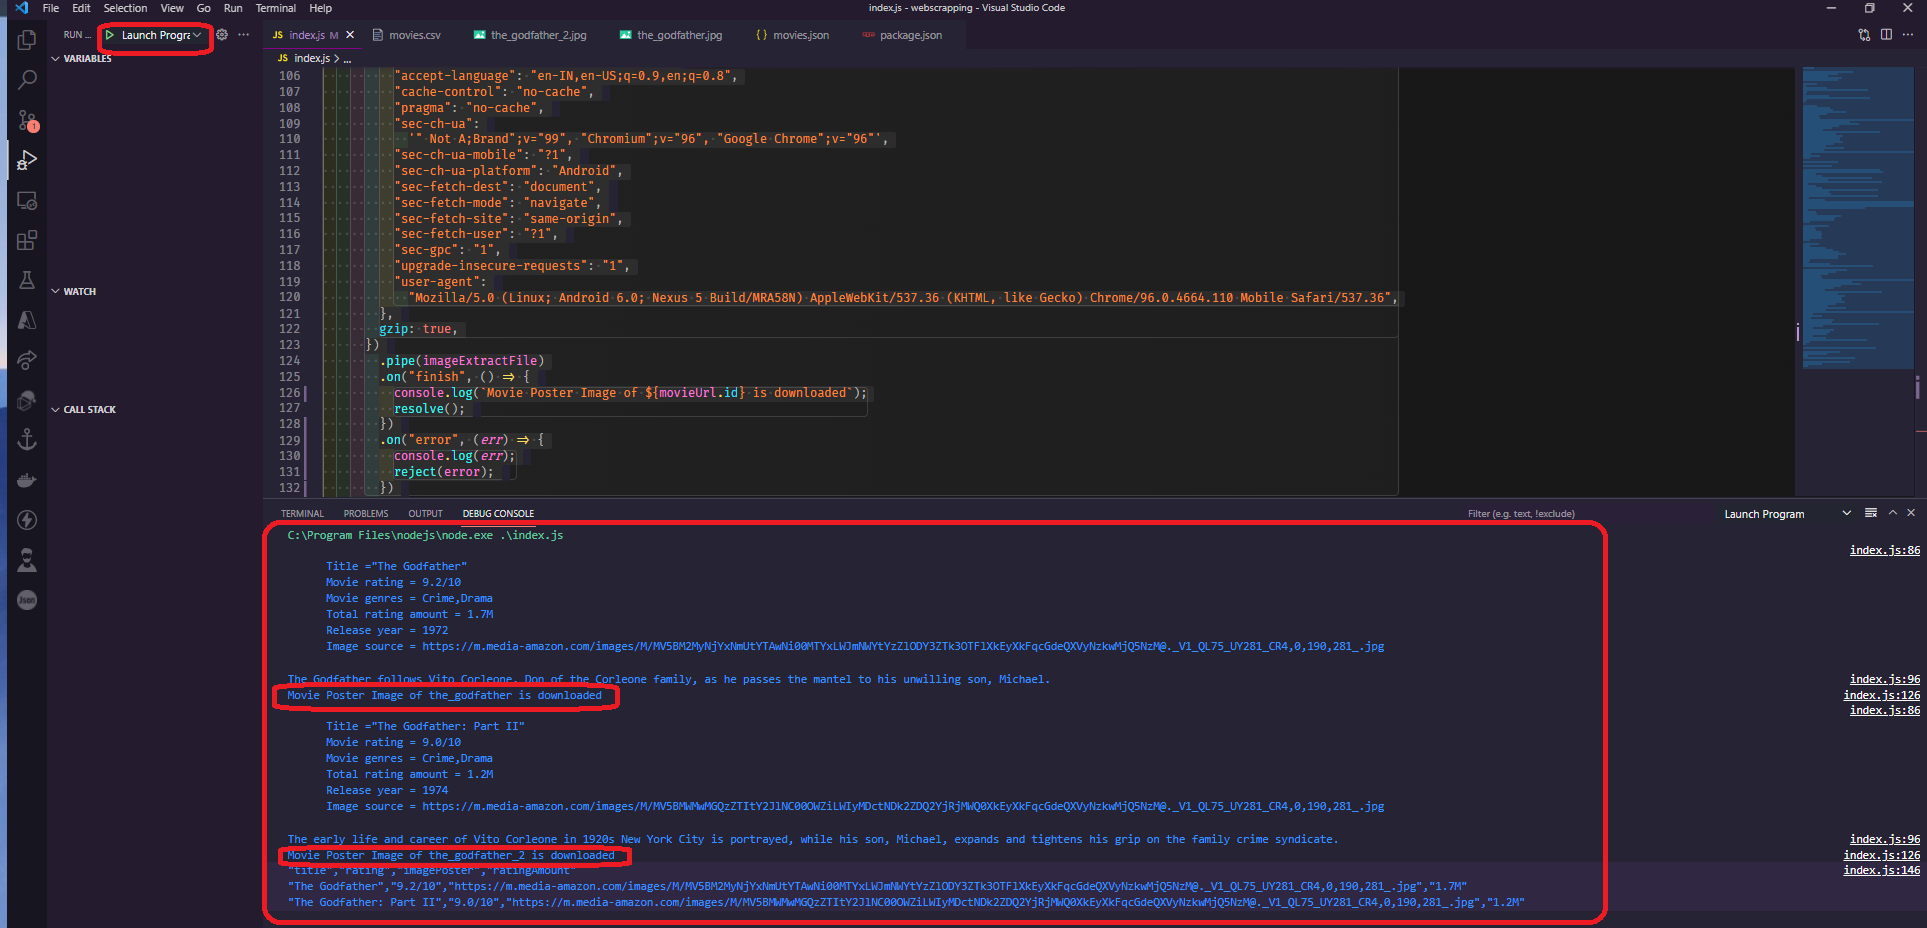 File Edit Selection View Go Run Terminal Help
index.js - webscrapping - Visual Studio Code
RUN ... Launch Progra
JS index.js M
movies.csv
the_godfather_2.jpg
the_godfather.jpg
{} movies.json
package.json
JS index.js > ...
VARIABLES
WATCH
CALL STACK
1
Json
106 "accept-language": "en-IN,en-US;q=0.9,en;q=0.8",
107 "cache-control": "no-cache",
108 "pragma": "no-cache",
109 "sec-ch-ua":
110 '" Not A;Brand";v="99", "Chromium";v="96", "Google Chrome";v="96"',
111 "sec-ch-ua-mobile": "?1",
112 "sec-ch-ua-platform": "Android",
113 "sec-fetch-dest": "document",
114 "sec-fetch-mode": "navigate",
115 "sec-fetch-site": "same-origin",
116 "sec-fetch-user": "?1",
117 "sec-gpc": "1",
118 "upgrade-insecure-requests": "1",
119 "user-agent":
120 "Mozilla/5.0 (Linux; Android 6.0; Nexus 5 Build/MRA58N) AppleWebKit/537.36 (KHTML, like Gecko) Chrome/96.0.4664.110 Mobile Safari/537.36",
121 },
122 gzip: true,
123 })
124 .pipe(imageExtractFile)
125 .on("finish", () => {
126 console.log(`Movie Poster Image of ${movieUrl.id} is downloaded`);
127 resolve();
128 })
129 .on("error", (err) => {
130 console.log(err);
131 reject(error);
132 })
TERMINAL PROBLEMS OUTPUT DEBUG CONSOLE
Filter (e.g. text, !exclude)
Launch Program
C:\Program Files\nodejs\node.exe .\index.js
index.js:86
Title ="The Godfather"
Movie rating = 9.2/10
Movie genres = Crime,Drama
Total rating amount = 1.7M
Release year = 1972
Image source = https://m.media-amazon.com/images/M/MV5BM2MyNjYxNmUtYTAwNi00MTYxLWJmNWYtYzZlODY3ZTk3OTFlXkEyXkFqcGdeQXVyNzkwMjQ5NzM@._V1_QL75_UY281_CR4,0,190,281_.jpg
The Godfather follows Vito Corleone, Don of the Corleone family, as he passes the mantel to his unwilling son, Michael. index.js:96
Movie Poster Image of the_godfather is downloaded index.js:126
index.js:86
Title ="The Godfather: Part II"
Movie rating = 9.0/10
Movie genres = Crime,Drama
Total rating amount = 1.2M
Release year = 1974
Image source = https://m.media-amazon.com/images/M/MV5BMWMwMGQzZTItY2JlNC00OWZiLWIyMDctNDk2ZDQ2YjRjMWQ0XkEyXkFqcGdeQXVyNzkwMjQ5NzM@._V1_QL75_UY281_CR4,0,190,281_.jpg
The early life and career of Vito Corleone in 1920s New York City is portrayed, while his son, Michael, expands and tightens his grip on the family crime syndicate. index.js:96
Movie Poster Image of the_godfather_2 is downloaded index.js:126
"title","rating","imagePoster","ratingAmount" index.js:146
"The Godfather","9.2/10","https://m.media-amazon.com/images/M/MV5BM2MyNjYxNmUtYTAwNi00MTYxLWJmNWYtYzZlODY3ZTk3OTFlXkEyXkFqcGdeQXVyNzkwMjQ5NzM@._V1_QL75_UY281_CR4,0,190,281_.jpg","1.7M"
"The Godfather: Part II","9.0/10","https://m.media-amazon.com/images/M/MV5BMWMwMGQzZTItY2JlNC00OWZiLWIyMDctNDk2ZDQ2YjRjMWQ0XkEyXkFqcGdeQXVyNzkwMjQ5NzM@._V1_QL75_UY281_CR4,0,190,281_.jpg","1.2M"